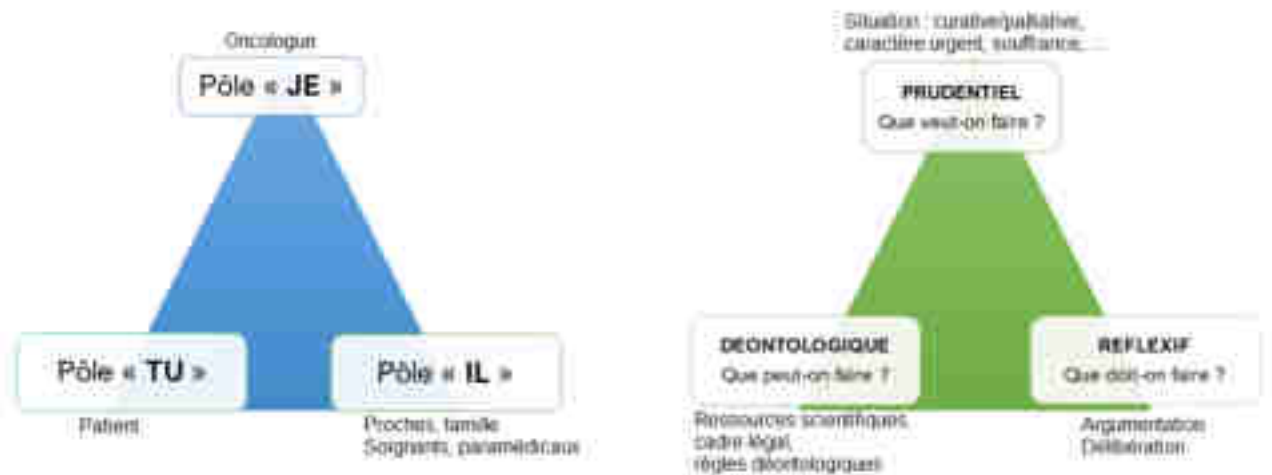 Oncologue
Pôle « JE »
Pôle « TU »
Patient
Pôle « IL »
Proches, famille
Soignants, paramédicaux
Situation : curative/palliative,
caractère urgent, souffrance, ...
PRUDENTIEL
Que veut-on faire ?
DEONTOLOGIQUE
Que peut-on faire ?
Ressources scientifiques,
cadre légal,
règles déontologiques
REFLEXIF
Que doit-on faire ?
Argumentation
Délibération